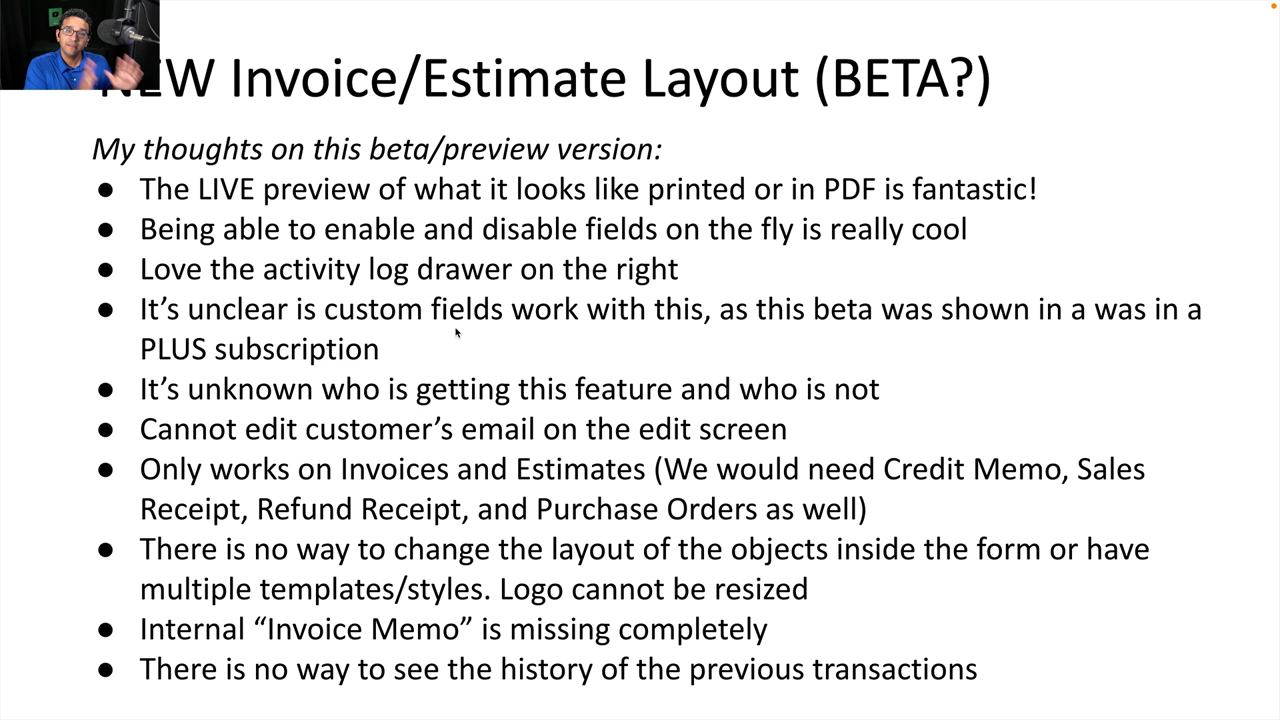 NEW Invoice/Estimate Layout (BETA?)
My thoughts on this beta/preview version:
● The LIVE preview of what it looks like printed or in PDF is fantastic!
● Being able to enable and disable fields on the fly is really cool
● Love the activity log drawer on the right
● It’s unclear is custom fields work with this, as this beta was shown in a was in a
PLUS subscription
● It’s unknown who is getting this feature and who is not
● Cannot edit customer’s email on the edit screen
● Only works on Invoices and Estimates (We would need Credit Memo, Sales
Receipt, Refund Receipt, and Purchase Orders as well)
● There is no way to change the layout of the objects inside the form or have
multiple templates/styles. Logo cannot be resized
● Internal “Invoice Memo” is missing completely
● There is no way to see the history of the previous transactions